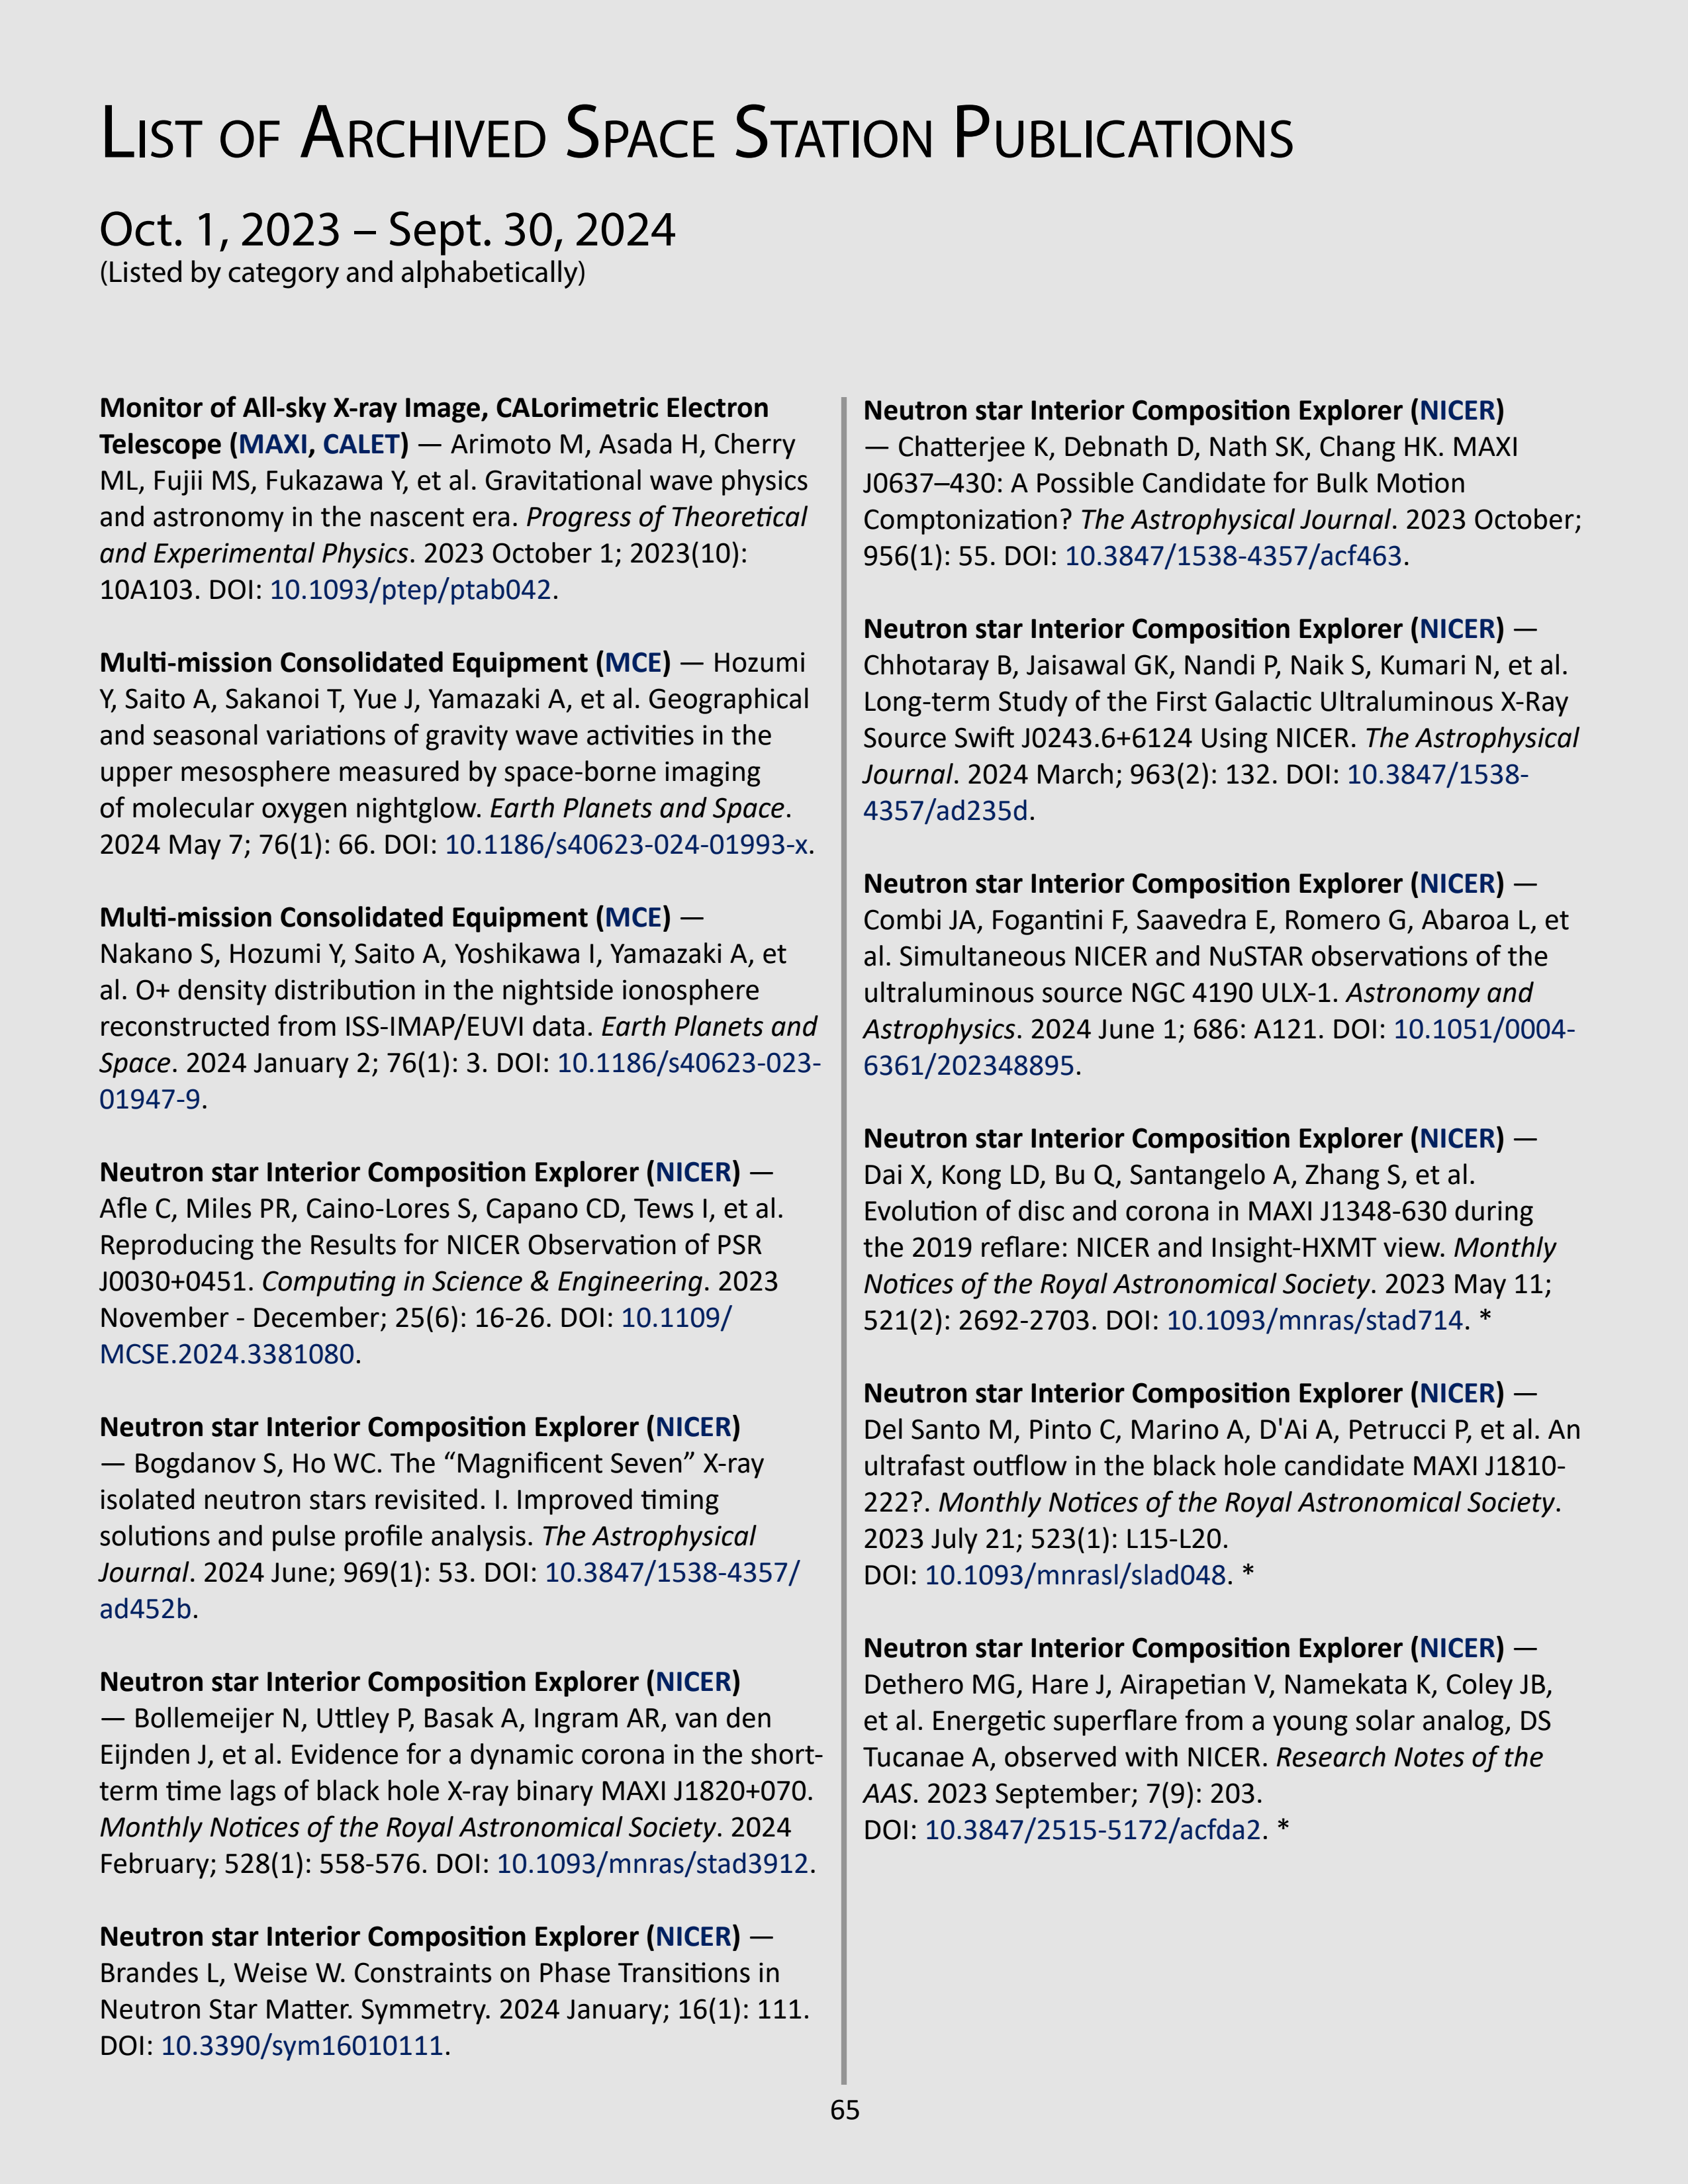 List of Archived Space Station Publications
Oct. 1, 2023 – Sept. 30, 2024
(Listed by category and alphabetically)
Monitor of All-sky X-ray Image, CALorimetric Electron
Telescope (MAXI, CALET) — Arimoto M, Asada H, Cherry
ML, Fujii MS, Fukazawa Y, et al. Gravitational wave physics
and astronomy in the nascent era. Progress of Theoretical
and Experimental Physics. 2023 October 1; 2023(10):
10A103. DOI: 10.1093/ptep/ptab042.
Multi-mission Consolidated Equipment (MCE) — Hozumi
Y, Saito A, Sakanoi T, Yue J, Yamazaki A, et al. Geographical
and seasonal variations of gravity wave activities in the
upper mesosphere measured by space-borne imaging
of molecular oxygen nightglow. Earth Planets and Space.
2024 May 7; 76(1): 66. DOI: 10.1186/s40623-024-01993-x.
Multi-mission Consolidated Equipment (MCE) —
Nakano S, Hozumi Y, Saito A, Yoshikawa I, Yamazaki A, et
al. O+ density distribution in the nightside ionosphere
reconstructed from ISS-IMAP/EUVI data. Earth Planets and
Space. 2024 January 2; 76(1): 3. DOI: 10.1186/s40623-023-
01947-9.
Neutron star Interior Composition Explorer (NICER) —
Afle C, Miles PR, Caino-Lores S, Capano CD, Tews I, et al.
Reproducing the Results for NICER Observation of PSR
J0030+0451. Computing in Science & Engineering. 2023
November - December; 25(6): 16-26. DOI: 10.1109/
MCSE.2024.3381080.
Neutron star Interior Composition Explorer (NICER)
— Bogdanov S, Ho WC. The “Magnificent Seven” X-ray
isolated neutron stars revisited. I. Improved timing
solutions and pulse profile analysis. The Astrophysical
Journal. 2024 June; 969(1): 53. DOI: 10.3847/1538-4357/
ad452b.
Neutron star Interior Composition Explorer (NICER)
— Bollemeijer N, Uttley P, Basak A, Ingram AR, van den
Eijnden J, et al. Evidence for a dynamic corona in the short-
term time lags of black hole X-ray binary MAXI J1820+070.
Monthly Notices of the Royal Astronomical Society. 2024
February; 528(1): 558-576. DOI: 10.1093/mnras/stad3912.
Neutron star Interior Composition Explorer (NICER) —
Brandes L, Weise W. Constraints on Phase Transitions in
Neutron Star Matter. Symmetry. 2024 January; 16(1): 111.
DOI: 10.3390/sym16010111.
Neutron star Interior Composition Explorer (NICER)
— Chatterjee K, Debnath D, Nath SK, Chang HK. MAXI
J0637–430: A Possible Candidate for Bulk Motion
Comptonization? The Astrophysical Journal. 2023 October;
956(1): 55. DOI: 10.3847/1538-4357/acf463.
Neutron star Interior Composition Explorer (NICER) —
Chhotaray B, Jaisawal GK, Nandi P, Naik S, Kumari N, et al.
Long-term Study of the First Galactic Ultraluminous X-Ray
Source Swift J0243.6+6124 Using NICER. The Astrophysical
Journal. 2024 March; 963(2): 132. DOI: 10.3847/1538-
4357/ad235d.
Neutron star Interior Composition Explorer (NICER) —
Combi JA, Fogantini F, Saavedra E, Romero G, Abaroa L, et
al. Simultaneous NICER and NuSTAR observations of the
ultraluminous source NGC 4190 ULX-1. Astronomy and
Astrophysics. 2024 June 1; 686: A121. DOI: 10.1051/0004-
6361/202348895.
Neutron star Interior Composition Explorer (NICER) —
Dai X, Kong LD, Bu Q, Santangelo A, Zhang S, et al.
Evolution of disc and corona in MAXI J1348-630 during
the 2019 reflare: NICER and Insight-HXMT view. Monthly
Notices of the Royal Astronomical Society. 2023 May 11;
521(2): 2692-2703. DOI: 10.1093/mnras/stad714. *
Neutron star Interior Composition Explorer (NICER) —
Del Santo M, Pinto C, Marino A, D'Ai A, Petrucci P, et al. An
ultrafast outflow in the black hole candidate MAXI J1810-
222?. Monthly Notices of the Royal Astronomical Society.
2023 July 21; 523(1): L15-L20.
DOI: 10.1093/mnrasl/slad048. *
Neutron star Interior Composition Explorer (NICER) —
Dethero MG, Hare J, Airapetian V, Namekata K, Coley JB,
et al. Energetic superflare from a young solar analog, DS
Tucanae A, observed with NICER. Research Notes of the
AAS. 2023 September; 7(9): 203.
DOI: 10.3847/2515-5172/acfda2. *
65